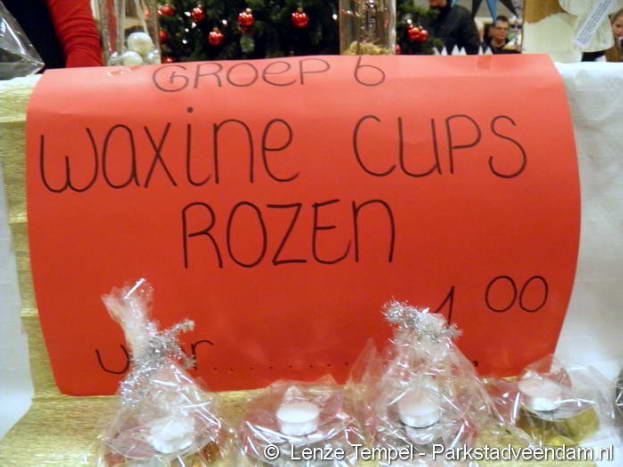 GROEP 6
WAXINE CUPS
ROZEN
1,00
© Lenze Tempel - Parkstadveendam.nl